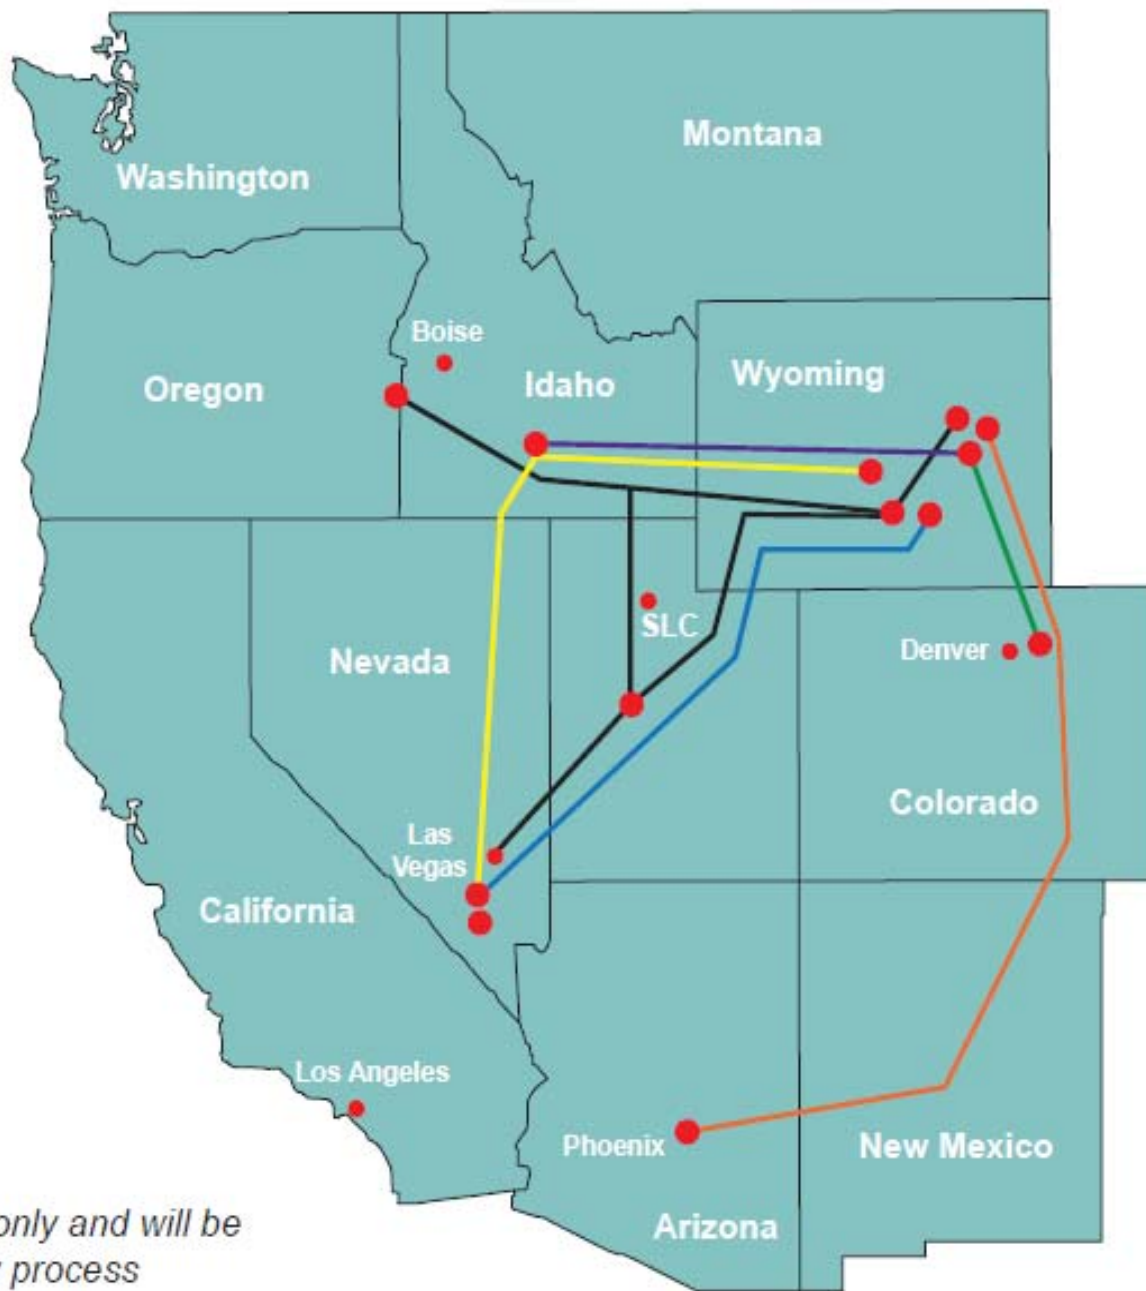 Montana
Washington
Boise
Oregon
Idaho
Wyoming
SLC
Nevada
Denver
Colorado
Las
Vegas
California
Los Angeles
Phoenix
New Mexico
Arizona
only and will be
process